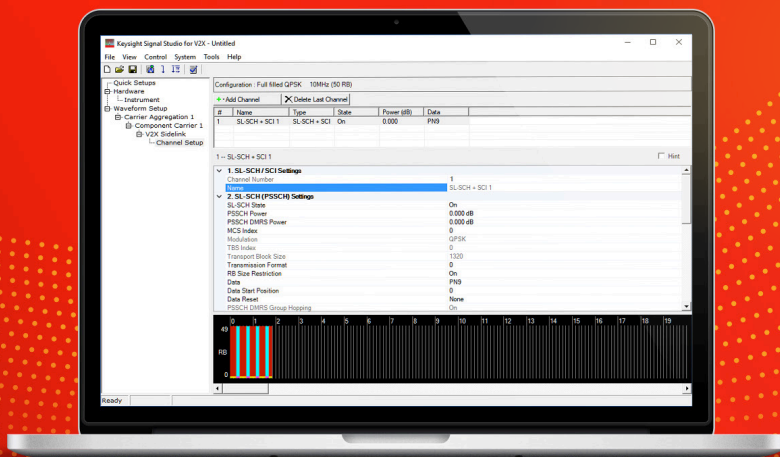 Keysight Signal Studio for V2X - Untitled
File View Control System Tools Help
Quick Setups
Hardware
Instrument
Waveform Setup
Carrier Aggregation 1
Component Carrier 1
V2X Sidelink
Channel Setup
Configuration : Full filled QPSK 10MHz (50 RB)
Add Channel Delete Last Channel
# Name Type State Power (dB) Data
1 SL-SCH + SCI 1 SL-SCH + SCI On 0.000 PN9
1 -- SL-SCH + SCI 1 Hint
1. SL-SCH / SCI Settings
Channel Number 1
Name SL-SCH + SCI 1
2. SL-SCH (PSSCH) Settings
SL-SCH State On
PSSCH Power 0.000 dB
PSSCH DMRS Power 0.000 dB
MCS Index 0
Modulation QPSK
TBS Index 0
Transport Block Size 1320
Transmission Format 0
RB Size Restriction On
Data PN9
Data Start Position 0
Data Reset None
PSSCH DMRS Group Hopping On
0 1 2 3 4 5 6 7 8 9 10 11 12 13 14 15 16 17 18 19
49
RB
0
Ready